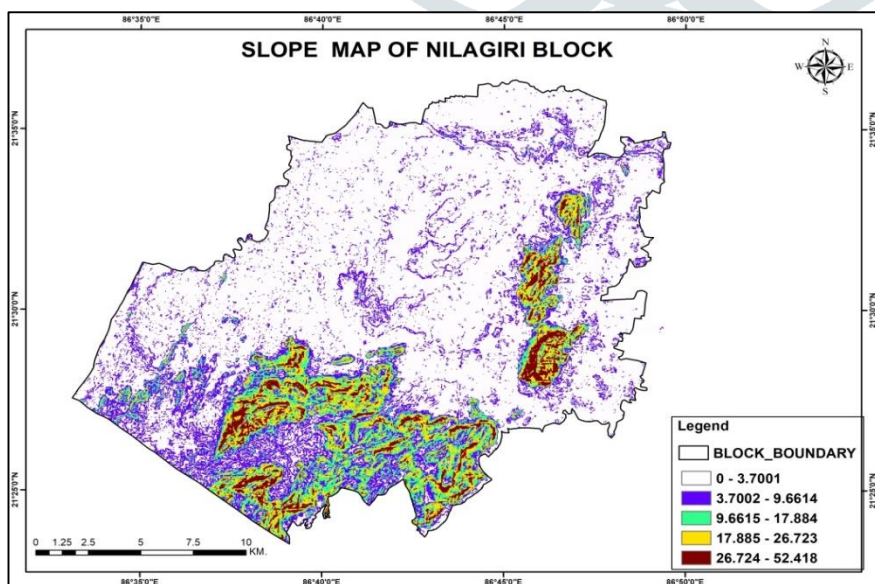 86°35'0"E 86°40'0"E 86°45'0"E 86°50'0"E
SLOPE MAP OF NILAGIRI BLOCK
N
W E
S
21°35'0"N 21°35'0"N
21°30'0"N 21°30'0"N
21°25'0"N 21°25'0"N
Legend
BLOCK_BOUNDARY
0 - 3.7001
3.7002 - 9.6614
9.6615 - 17.884
17.885 - 26.723
26.724 - 52.418
0 1.25 2.5 5 7.5 10
KM.
86°35'0"E 86°40'0"E 86°45'0"E 86°50'0"E